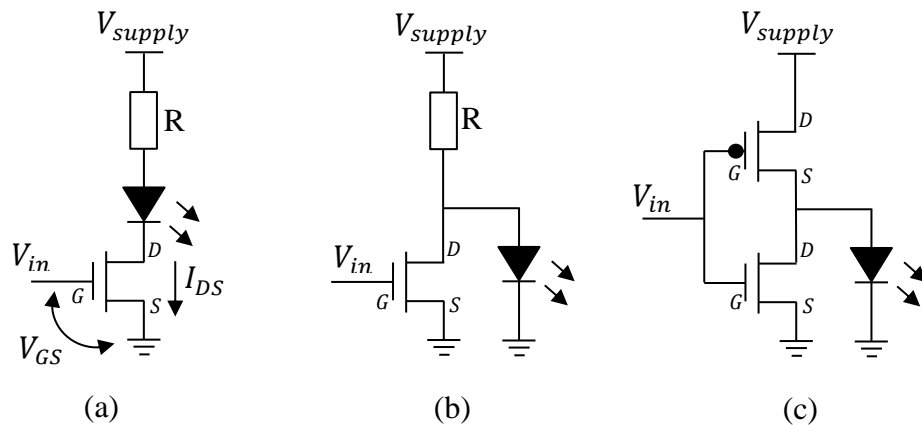 V_supply
R
V_in
G
D
S
I_DS
V_GS
(a)
V_supply
R
V_in
G
D
S
(b)
V_supply
D
G
S
V_in
D
G
S
(c)